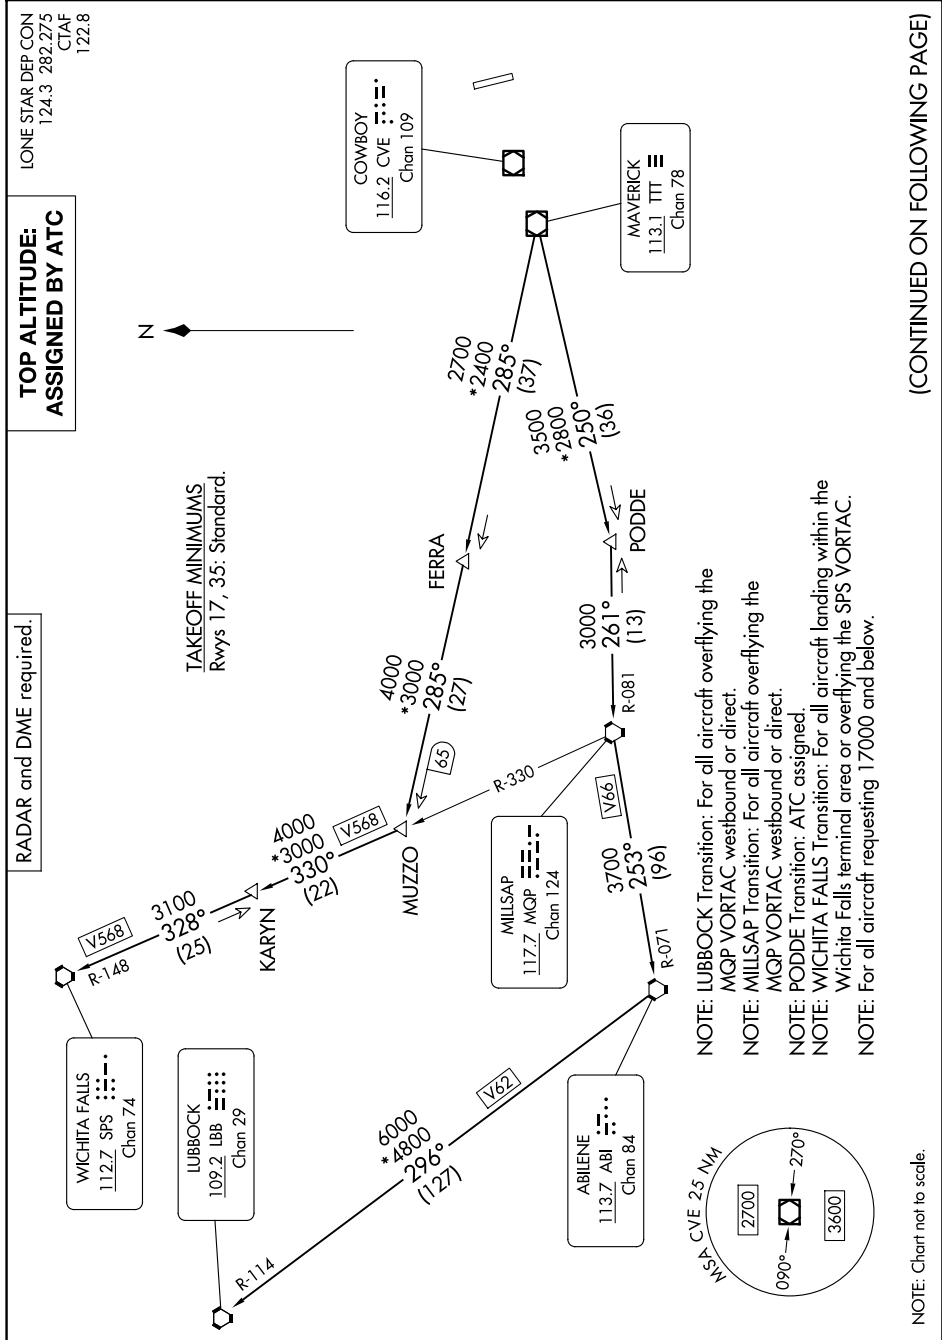 RADAR and DME required.
TOP ALTITUDE:
ASSIGNED BY ATC
LONE STAR DEP CON
124.3 282.275
CTAF
122.8
TAKEOFF MINIMUMS
Rwys 17, 35: Standard.
N
WICHITA FALLS
112.7 SPS
Chan 74
LUBBOCK
109.2 LBB
Chan 29
COWBOY
116.2 CVE
Chan 109
MAVERICK
113.1 TTT
Chan 78
MILLSAP
117.7 MQP
Chan 124
ABILENE
113.7 ABI
Chan 84
R-148
V568
3100
328°
(25)
KARYN
4000
*3000
330°
(22)
V568
MUZZO
65
4000
*3000
285°
(27)
FERRA
2700
*2400
285°
(37)
3500
*2800
250°
(36)
PODDE
3000
261°
(13)
R-081
R-330
V66
3700
253°
(96)
R-071
V62
6000
*4800
296°
(127)
R-114
MSA CVE 25 NM
2700
090°
270°
3600
NOTE: LUBBOCK Transition: For all aircraft overflying the
MQP VORTAC westbound or direct.
NOTE: MILLSAP Transition: For all aircraft overflying the
MQP VORTAC westbound or direct.
NOTE: PODDE Transition: ATC assigned.
NOTE: WICHITA FALLS Transition: For all aircraft landing within the
Wichita Falls terminal area or overflying the SPS VORTAC.
NOTE: For all aircraft requesting 17000 and below.
NOTE: Chart not to scale.
(CONTINUED ON FOLLOWING PAGE)